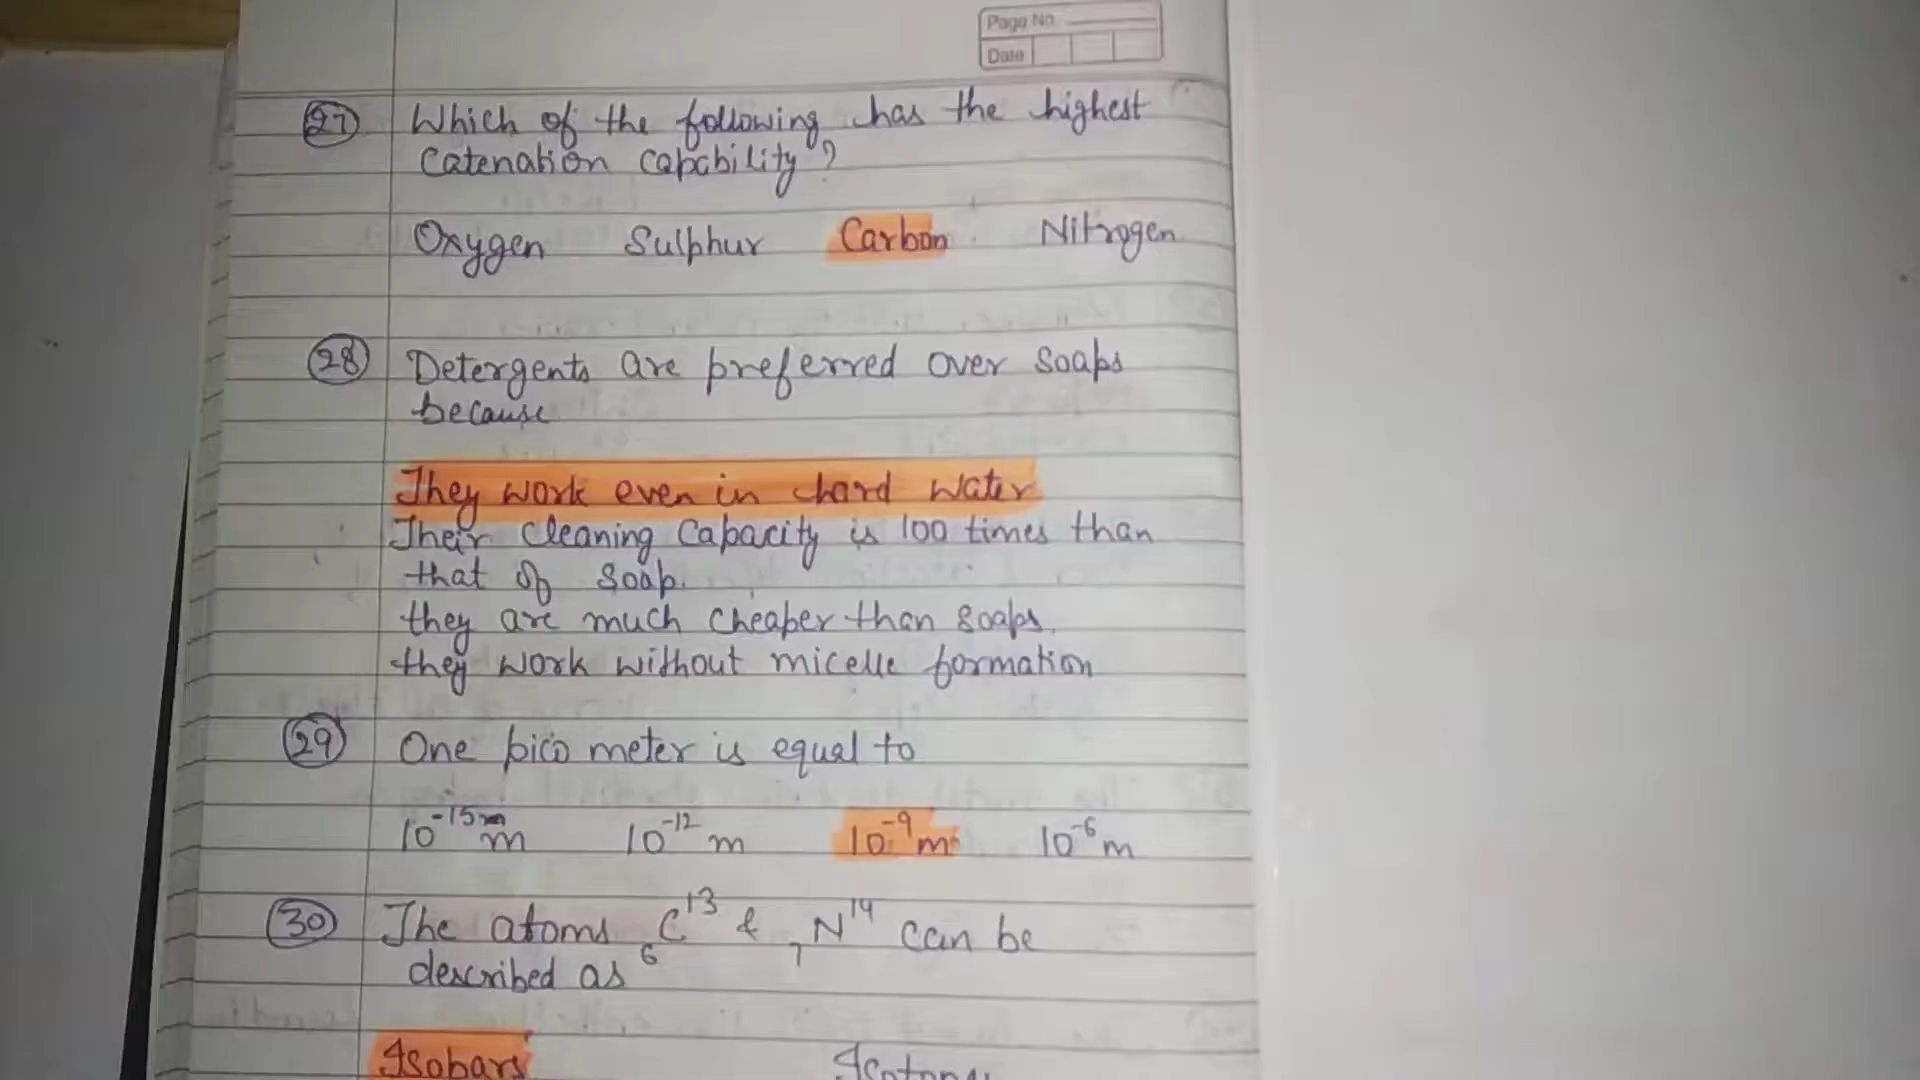 Page No
Date
27 Which of the following has the highest
Catenation capability?
Oxygen Sulphur Carbon Nitrogen
28 Detergents are preferred over Soaps
because
They work even in hard water
Their Cleaning Capacity is 100 times than
that of soap.
they are much cheaper than soaps.
they work without micelle formation
29 One pico meter is equal to
10⁻¹⁵ᵐ m 10⁻¹² m 10⁻⁹ m 10⁻⁶ m
30 The atoms ₆C¹³ & ₇N¹⁴ can be
described as
Isobars